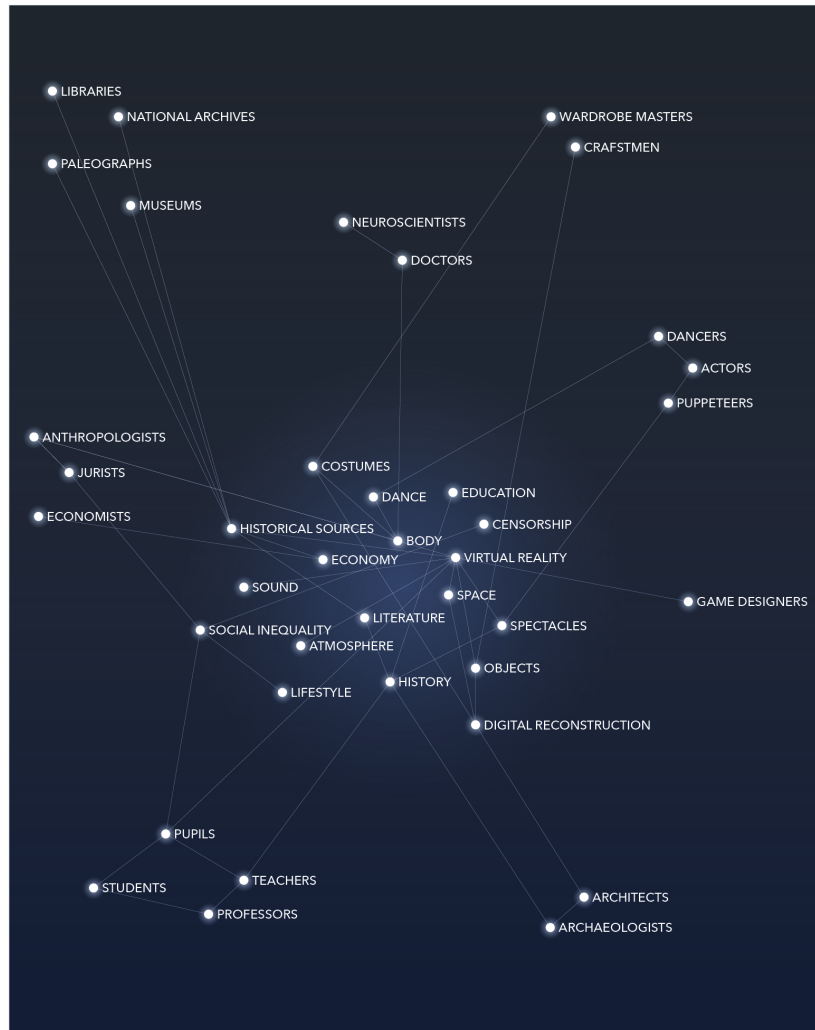 LIBRARIES
NATIONAL ARCHIVES
WARDROBE MASTERS
CRAFSTMEN
PALEOGRAPHS
MUSEUMS
NEUROSCIENTISTS
DOCTORS
DANCERS
ACTORS
PUPPETEERS
ANTHROPOLOGISTS
COSTUMES
JURISTS
EDUCATION
DANCE
ECONOMISTS
CENSORSHIP
HISTORICAL SOURCES
BODY
VIRTUAL REALITY
ECONOMY
SOUND
SPACE
GAME DESIGNERS
LITERATURE
SPECTACLES
SOCIAL INEQUALITY
ATMOSPHERE
OBJECTS
HISTORY
LIFESTYLE
DIGITAL RECONSTRUCTION
PUPILS
TEACHERS
STUDENTS
ARCHITECTS
PROFESSORS
ARCHAEOLOGISTS